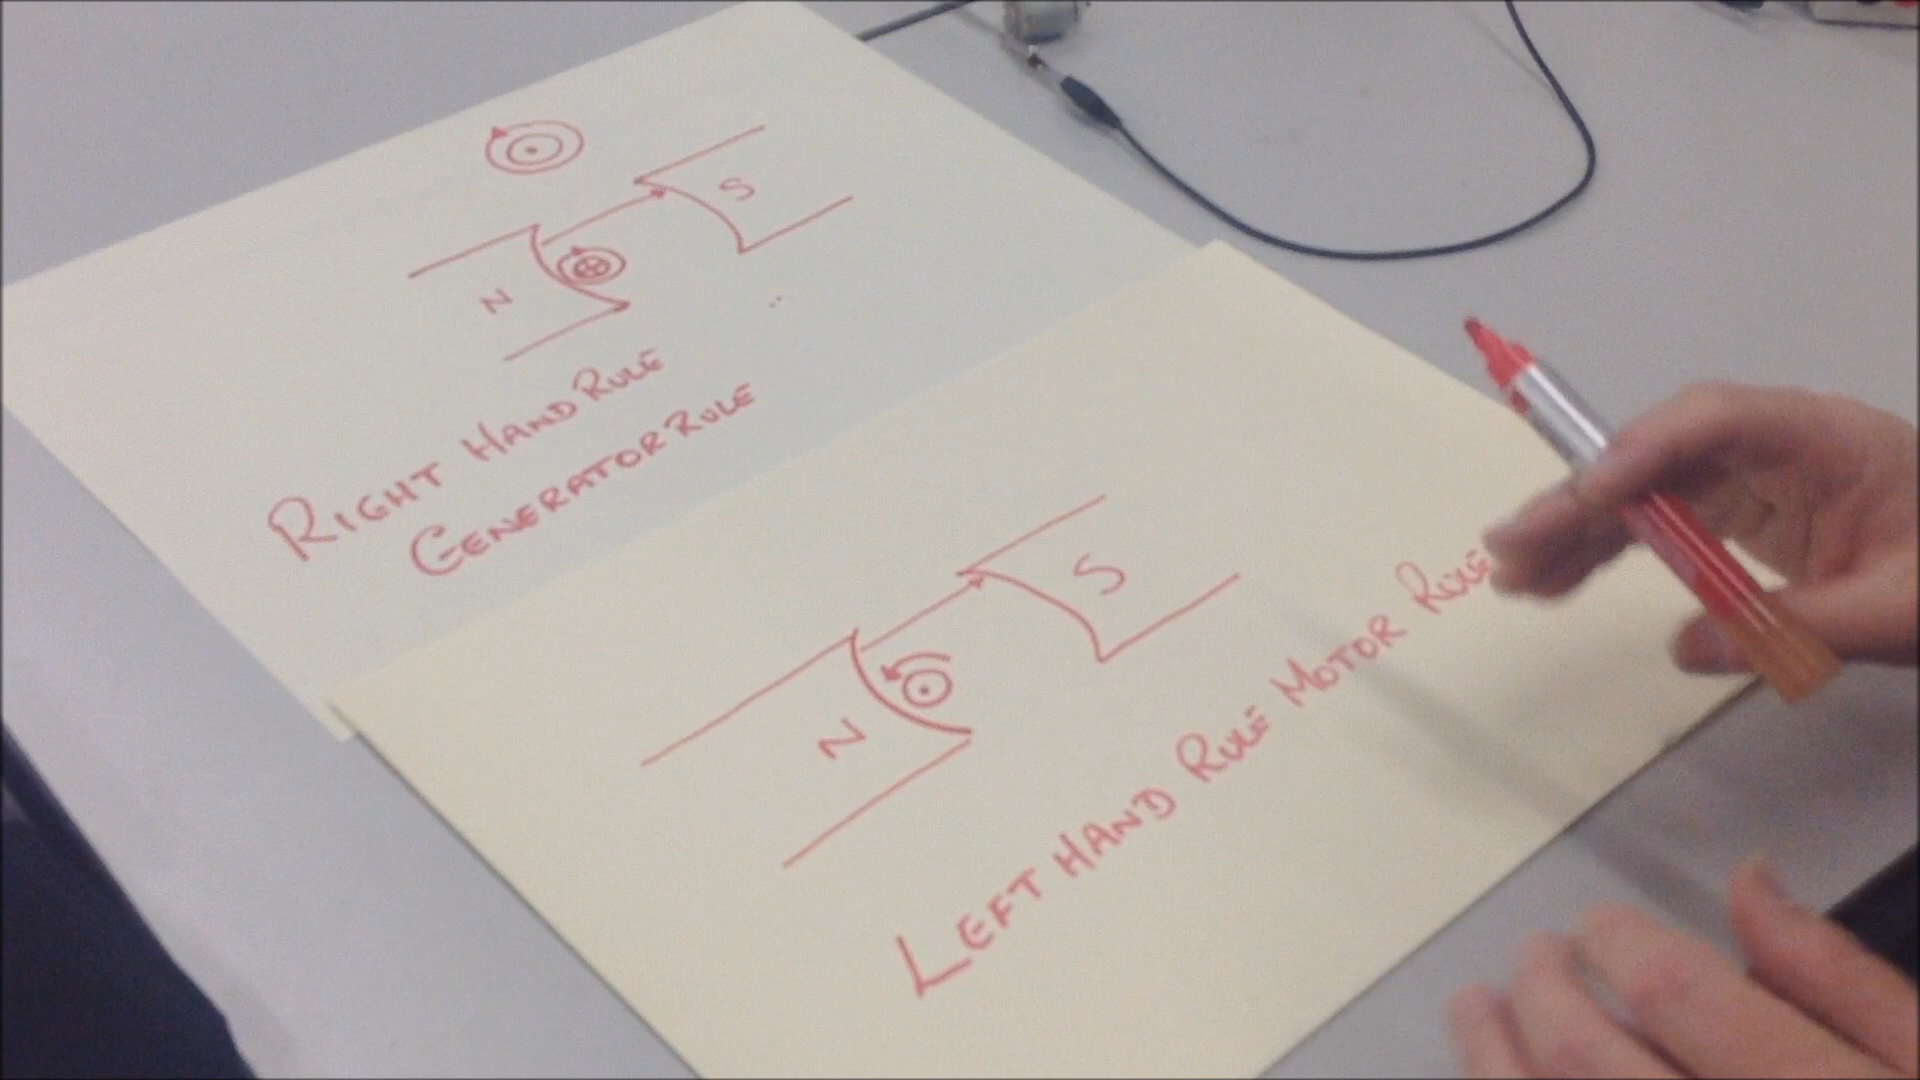 S
N
RIGHT HAND RULE
GENERATOR RULE
S
N
LEFT HAND RULE MOTOR RULE